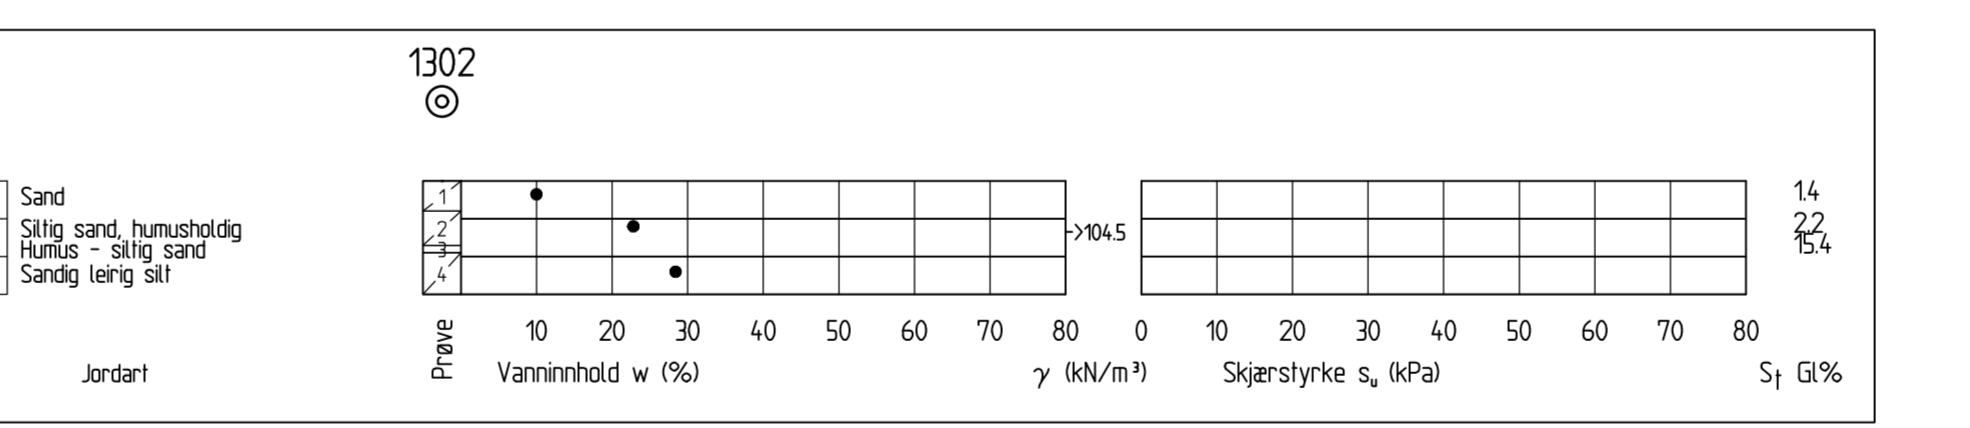 1302
Sand 1 1.4
Siltig sand, humusholdig 2 ->104.5 2.2
Humus - siltig sand 3 15.4
Sandig leirig silt 4
Prøve 10 20 30 40 50 60 70 80 0 10 20 30 40 50 60 70 80
Jordart Vanninnhold w (%) γ (kN/m³) Skjærstyrke su (kPa) St Gl%